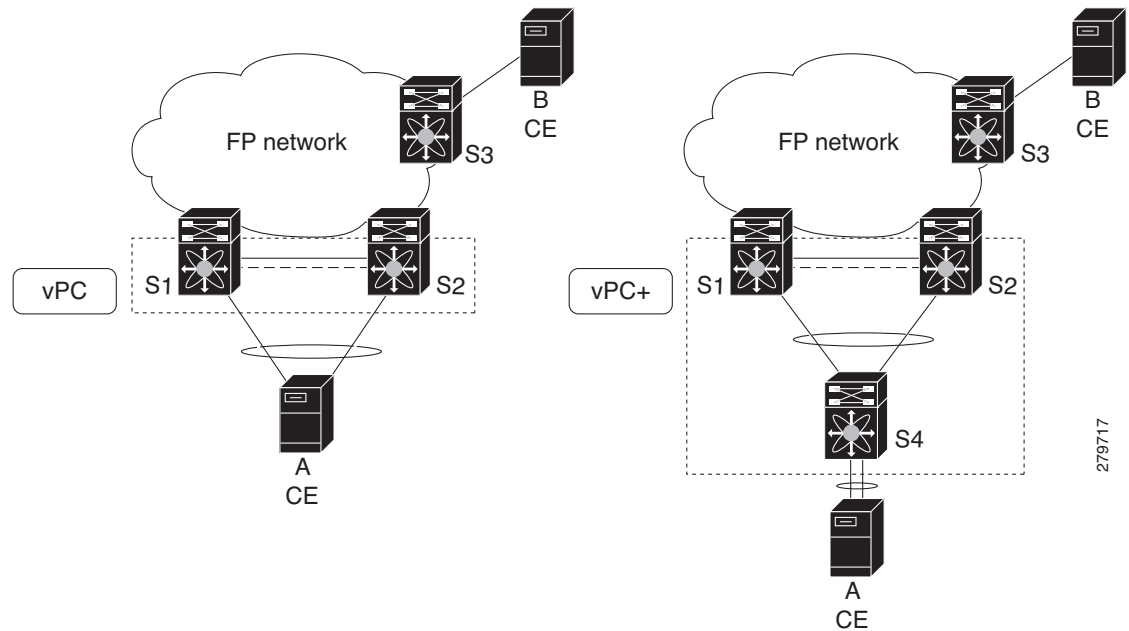 B
CE
FP network
S3
vPC
S1
S2
A
CE
B
CE
FP network
S3
vPC+
S1
S2
S4
A
CE
279717